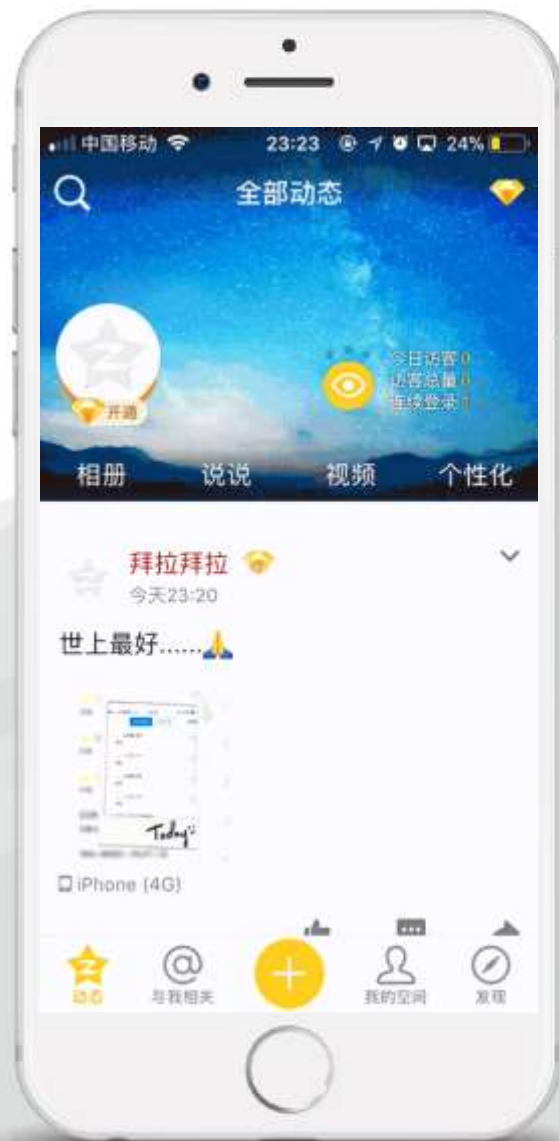 中国移动 23:23 24%
全部动态
今日访客0
访客总量0
连续登录
开通
相册 说说 视频 个性化
拜拉拜拉
今天23:20
世上最好......🙏
Today
iPhone (4G)
动态 与我相关 我的空间 发现